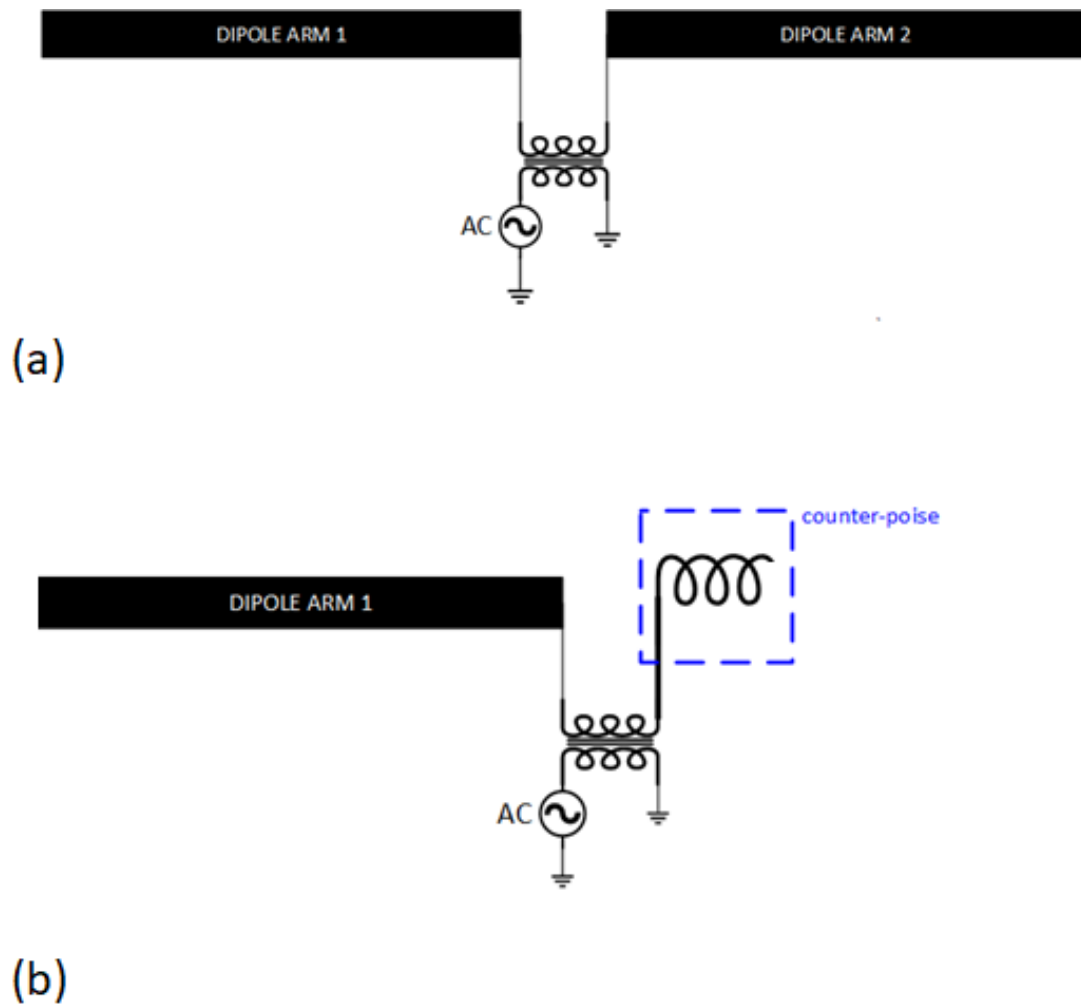 DIPOLE ARM 1
DIPOLE ARM 2
AC
(a)
counter-poise
DIPOLE ARM 1
AC
(b)